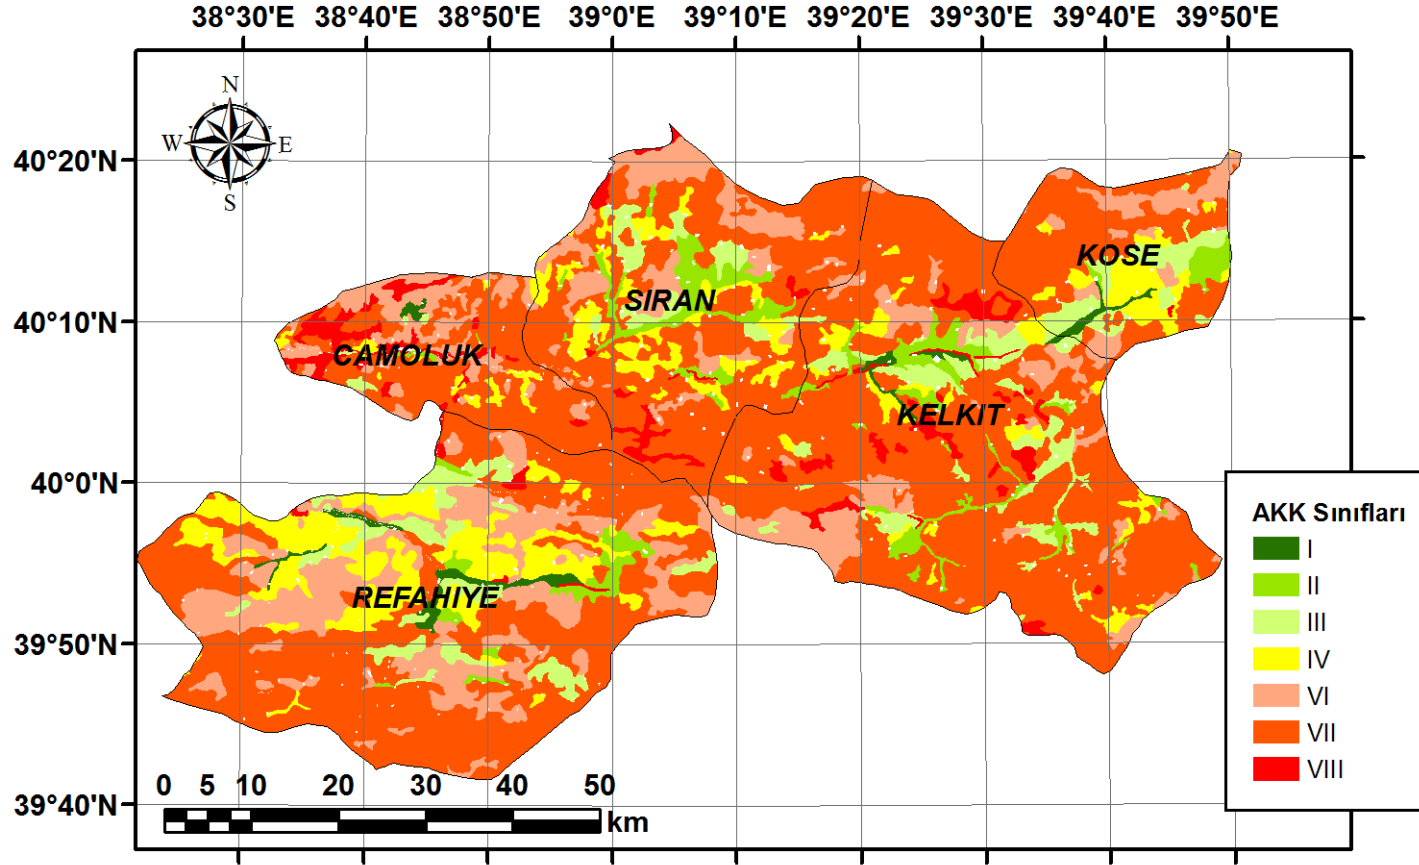 38°30'E 38°40'E 38°50'E 39°0'E 39°10'E 39°20'E 39°30'E 39°40'E 39°50'E
N
W E
S
40°20'N
40°10'N
40°0'N
39°50'N
39°40'N
KOSE
SIRAN
CAMOLUK
KELKIT
REFAHIYE
AKK Sınıfları
I
II
III
IV
VI
VII
VIII
0 5 10 20 30 40 50
km